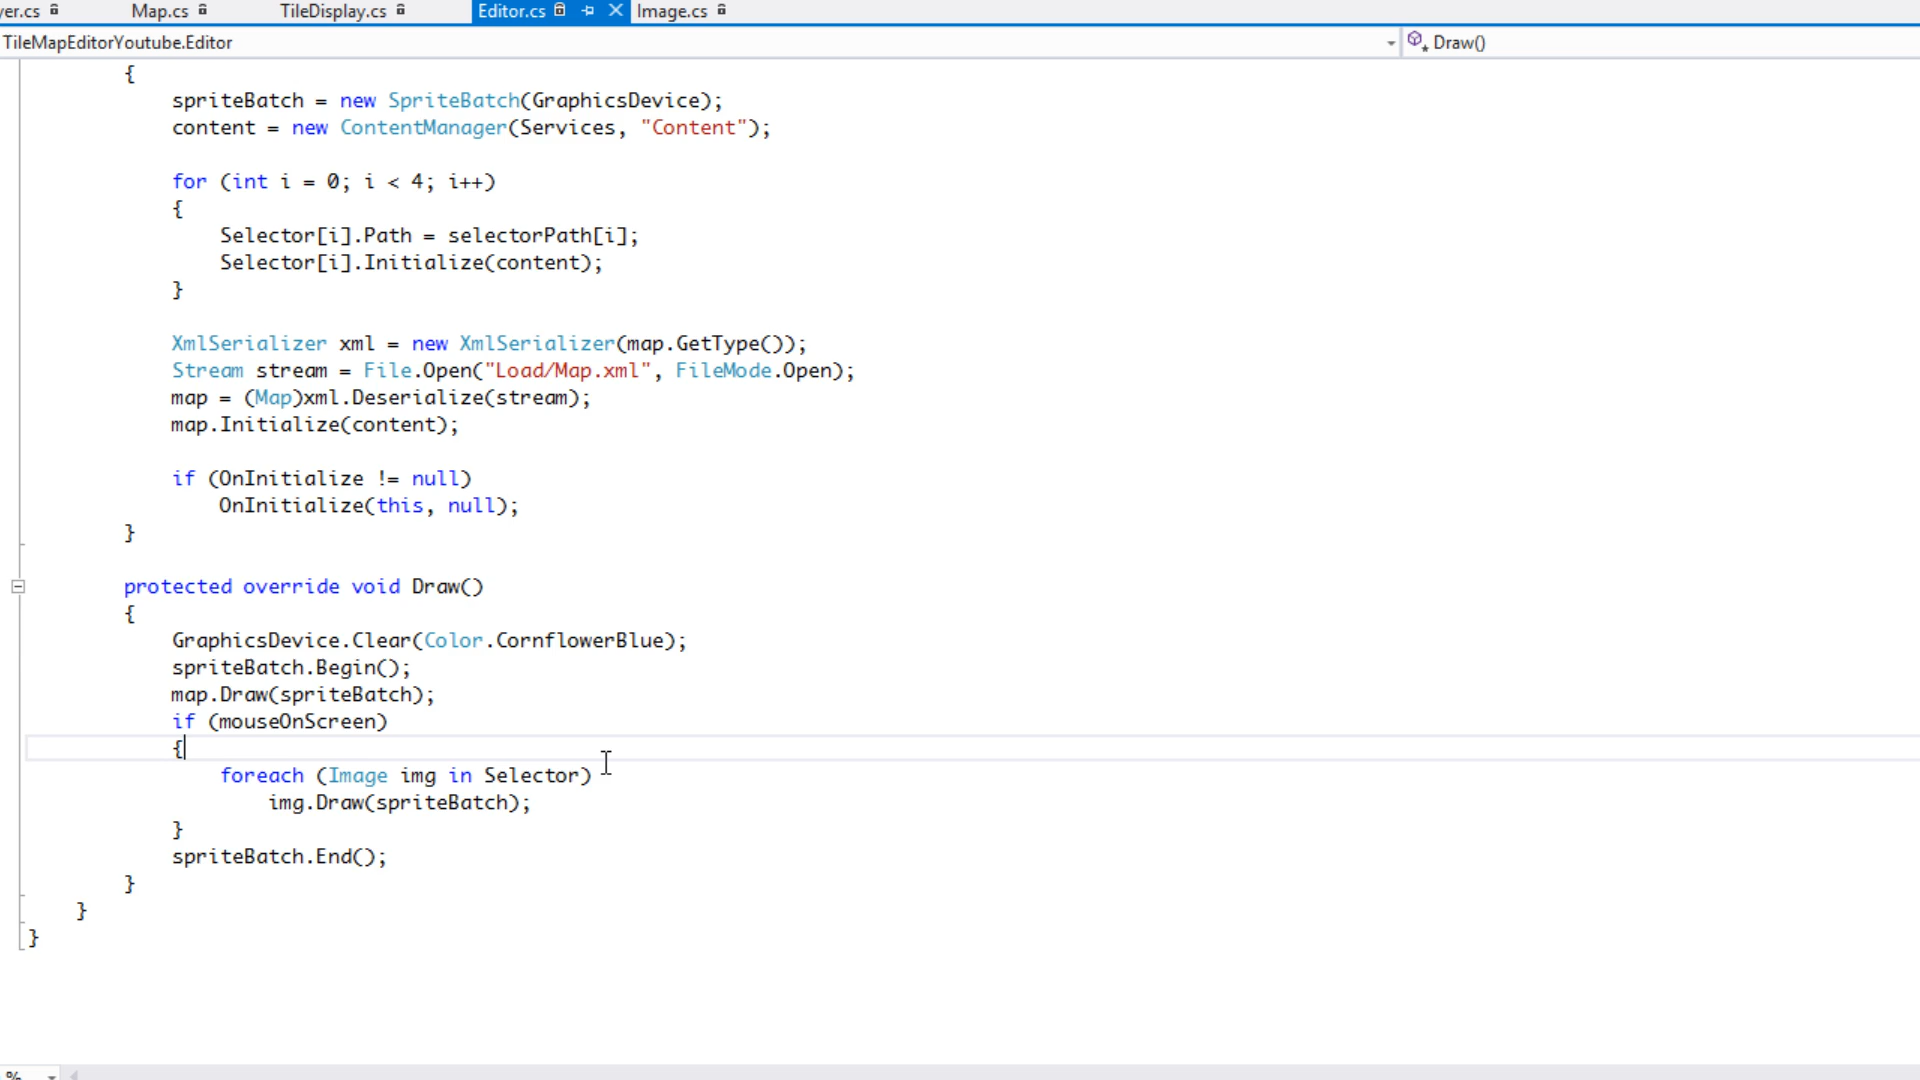 yer.cs Map.cs TileDisplay.cs Editor.cs Image.cs
TileMapEditorYoutube.Editor Draw()
{
spriteBatch = new SpriteBatch(GraphicsDevice);
content = new ContentManager(Services, "Content");
for (int i = 0; i < 4; i++)
{
Selector[i].Path = selectorPath[i];
Selector[i].Initialize(content);
}
XmlSerializer xml = new XmlSerializer(map.GetType());
Stream stream = File.Open("Load/Map.xml", FileMode.Open);
map = (Map)xml.Deserialize(stream);
map.Initialize(content);
if (OnInitialize != null)
OnInitialize(this, null);
}
protected override void Draw()
{
GraphicsDevice.Clear(Color.CornflowerBlue);
spriteBatch.Begin();
map.Draw(spriteBatch);
if (mouseOnScreen)
{
foreach (Image img in Selector)
img.Draw(spriteBatch);
}
spriteBatch.End();
}
}
}
%